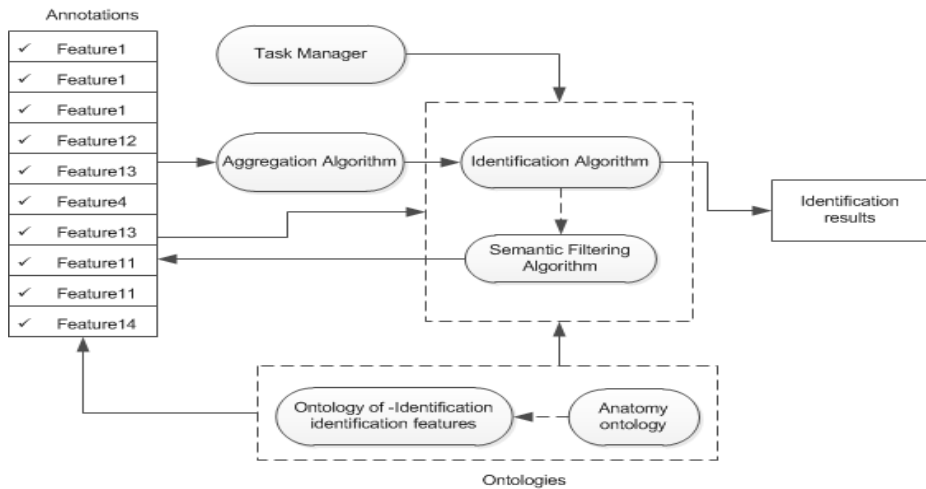 Annotations
✓ Feature1
✓ Feature1
✓ Feature1
✓ Feature12
✓ Feature13
✓ Feature4
✓ Feature13
✓ Feature11
✓ Feature11
✓ Feature14
Task Manager
Aggregation Algorithm
Identification Algorithm
Semantic Filtering
Algorithm
Identification
results
Ontology of -Identification
identification features
Anatomy
ontology
Ontologies